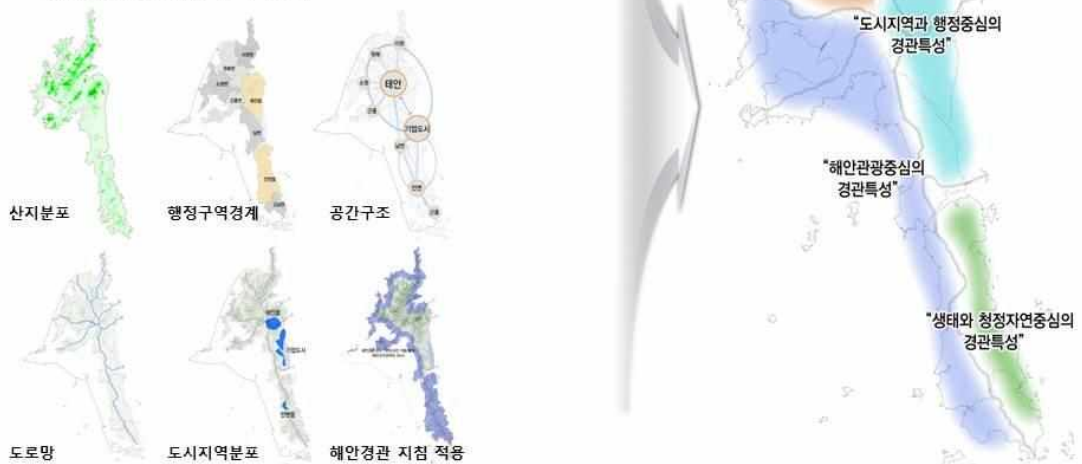 태안
기업도시
산지분포
행정구역경계
공간구조
기업도시
도로망
도시지역분포
해안경관 지침 적용
"도시지역과 행정중심의
경관특성"
"해안관광중심의
경관특성"
"생태와 청정자연중심의
경관특성"